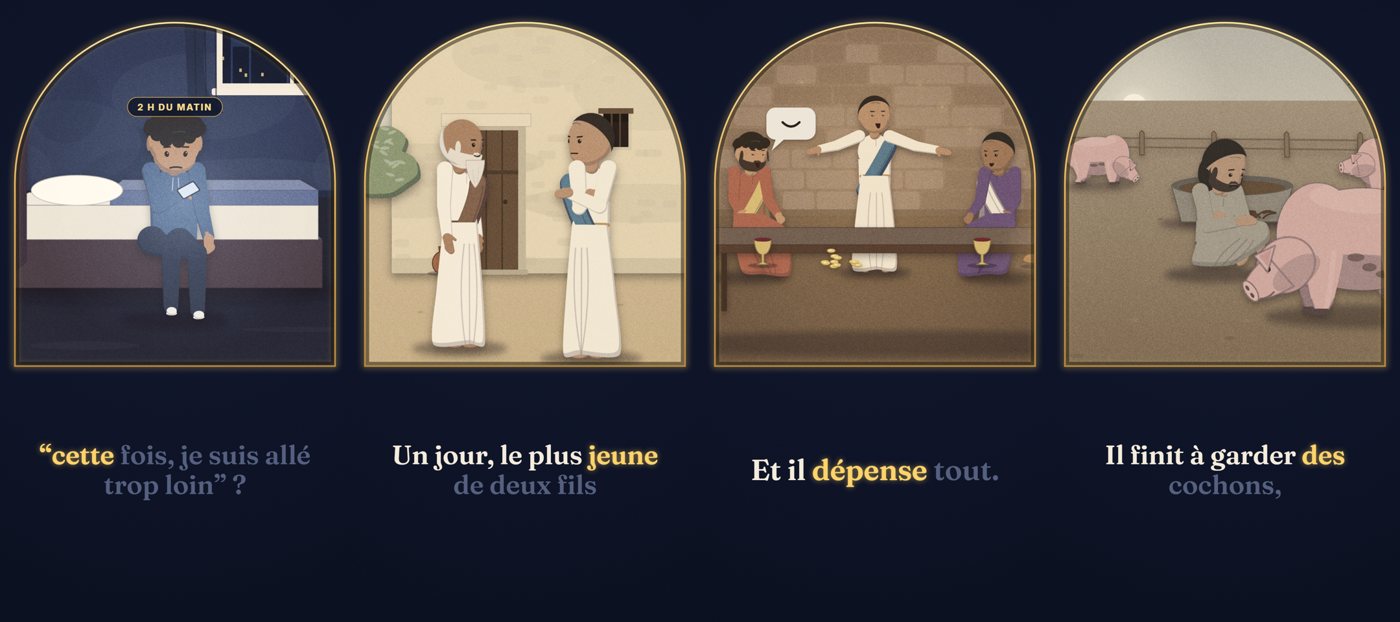 2 H DU MATIN
“cette fois, je suis allé
trop loin” ?
Un jour, le plus jeune
de deux fils
Et il dépense tout.
Il finit à garder des
cochons,